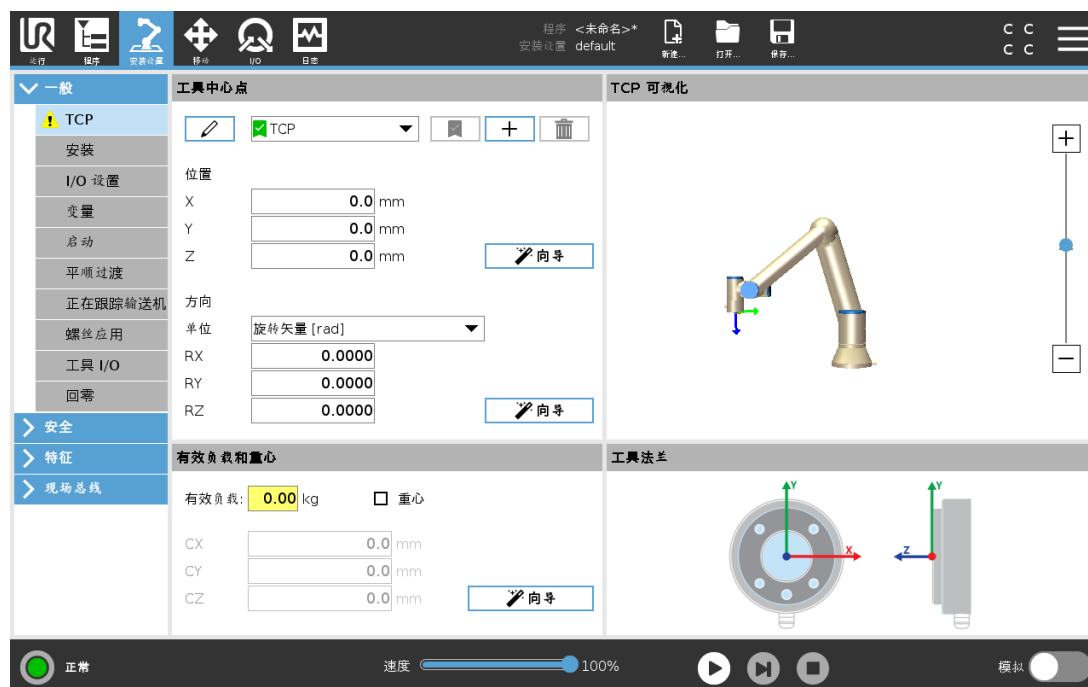 UR
程序 <未命名>*
安装设置 default
C C
C C
运行
程序
安装设置
移动
I/O
日志
新建...
打开...
保存...
一般
TCP
安装
I/O 设置
变量
启动
平顺过渡
正在跟踪输送机
螺丝应用
工具 I/O
回零
安全
特征
现场总线
工具中心点
TCP
位置
X 0.0 mm
Y 0.0 mm
Z 0.0 mm
向导
方向
单位 旋转矢量 [rad]
RX 0.0000
RY 0.0000
RZ 0.0000
向导
TCP 可视化
有效负载和重心
有效负载: 0.00 kg 重心
CX 0.0 mm
CY 0.0 mm
CZ 0.0 mm
向导
工具法兰
Y
X
Y
Z
正常
速度 100%
模拟